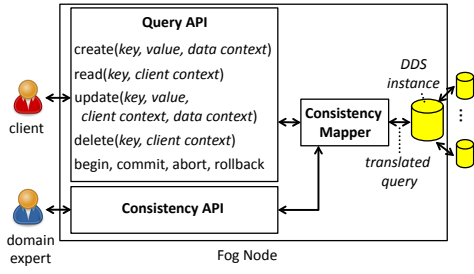 Query API
create(key, value, data context)
read(key, client context)
update(key, value,
client context, data context)
delete(key, client context)
begin, commit, abort, rollback
client
Consistency
Mapper
DDS
instance
...
translated
query
Consistency API
domain
expert
Fog Node